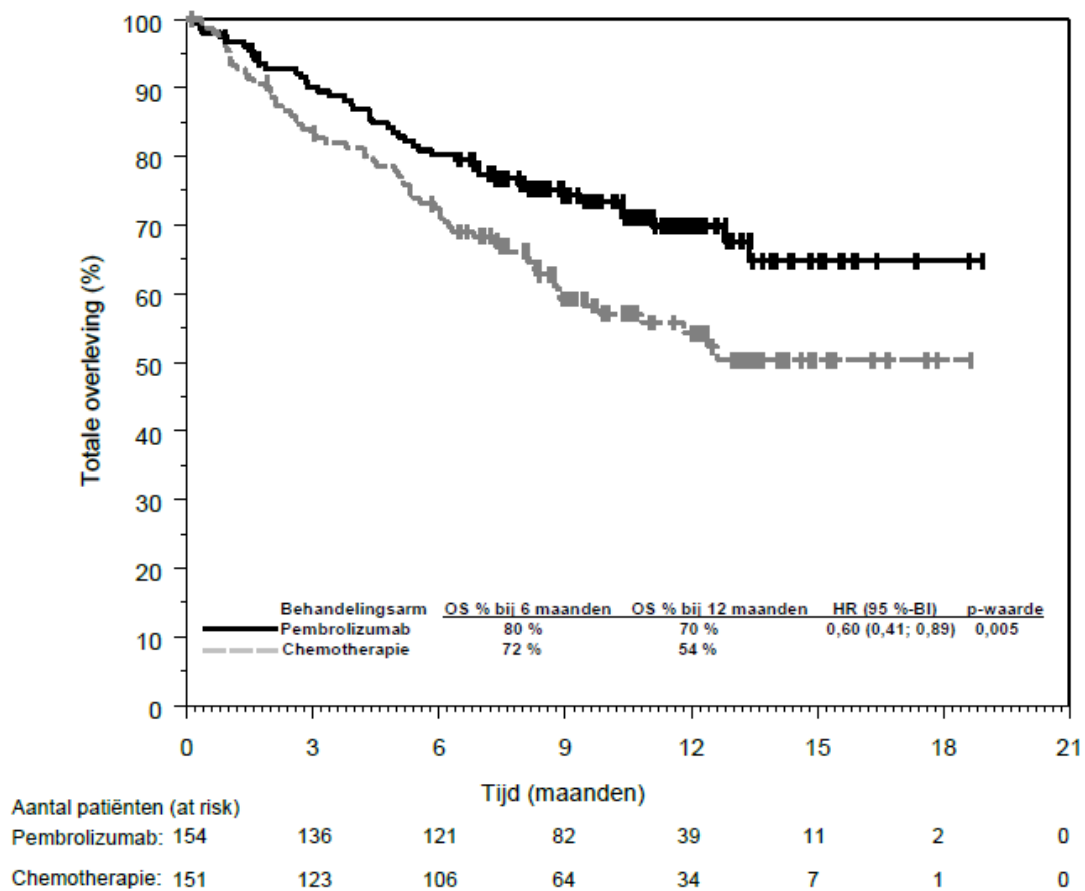 100
90
80
70
60
50
40
30
20
10
0
Totale overleving (%)
Behandelingsarm OS % bij 6 maanden OS % bij 12 maanden HR (95 %-BI) p-waarde
Pembrolizumab 80 % 70 % 0,60 (0,41; 0,89) 0,005
Chemotherapie 72 % 54 %
0 3 6 9 12 15 18 21
Tijd (maanden)
Aantal patiënten (at risk)
Pembrolizumab: 154 136 121 82 39 11 2 0
Chemotherapie: 151 123 106 64 34 7 1 0